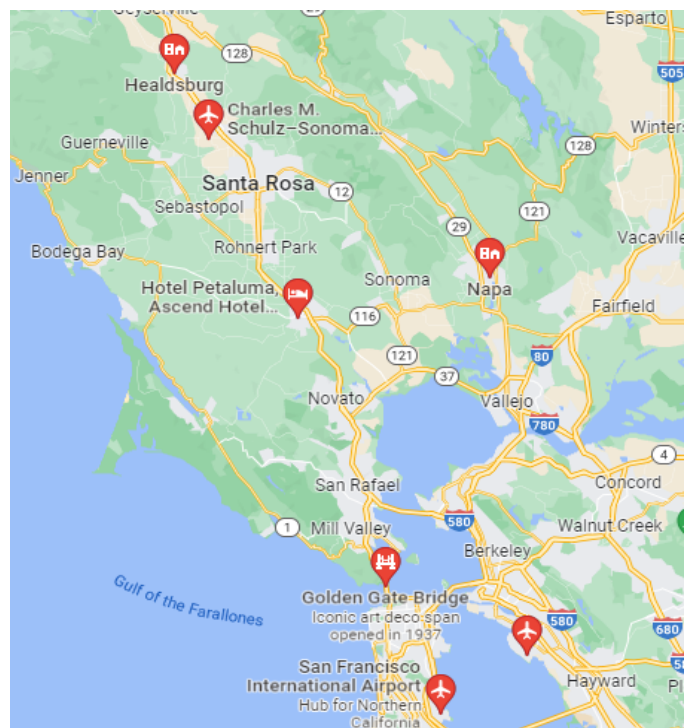 Geyserville
Esparto
128
505
Healdsburg
Charles M.
Schulz–Sonoma...
Winters
Guerneville
128
Jenner
Santa Rosa
12
Sebastopol
121
29
Vacaville
Bodega Bay
Rohnert Park
Sonoma
Hotel Petaluma,
Ascend Hotel...
Napa
Fairfield
116
121
80
37
Novato
Vallejo
780
4
San Rafael
Concord
580
1
Mill Valley
Walnut Creek
Berkeley
Gulf of the Farallones
Golden Gate Bridge
Iconic art deco span
opened in 1937
580
680
San Francisco
International Airport
Hub for Northern
California
Hayward